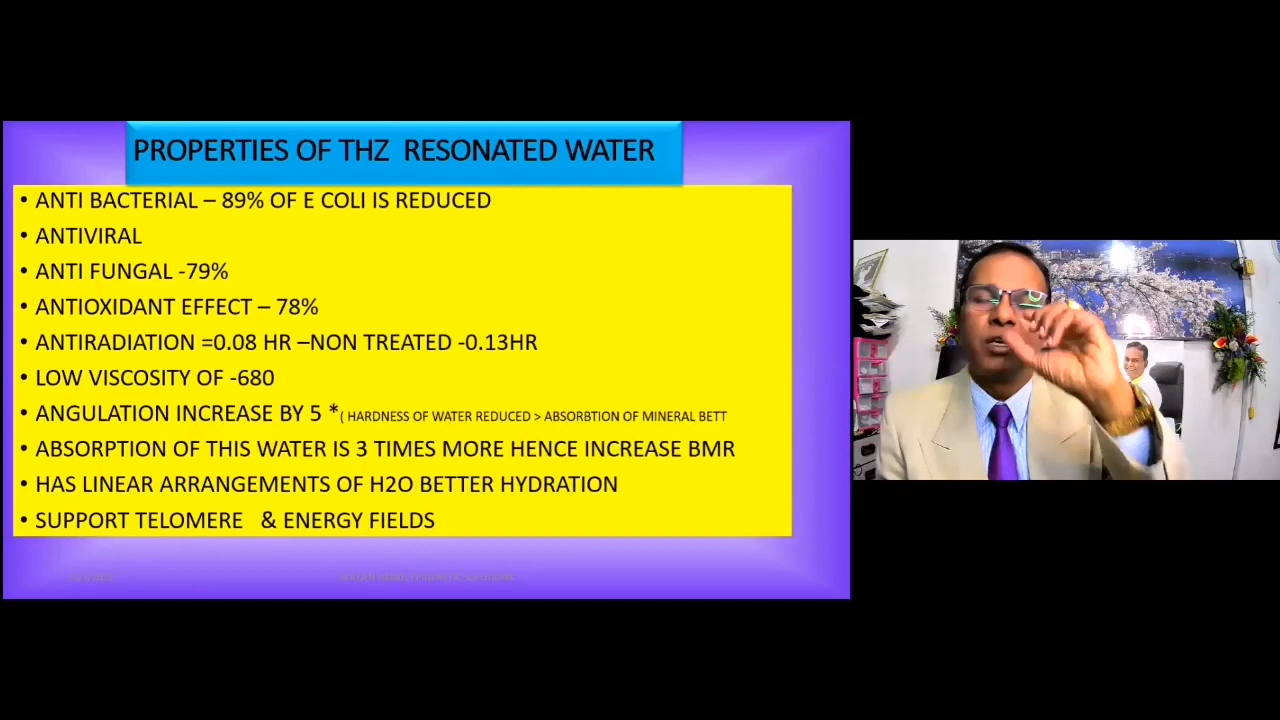 PROPERTIES OF THZ RESONATED WATER
• ANTI BACTERIAL – 89% OF E COLI IS REDUCED
• ANTIVIRAL
• ANTI FUNGAL -79%
• ANTIOXIDANT EFFECT – 78%
• ANTIRADIATION =0.08 HR –NON TREATED -0.13HR
• LOW VISCOSITY OF -680
• ANGULATION INCREASE BY 5 *( HARDNESS OF WATER REDUCED > ABSORBTION OF MINERAL BETT
• ABSORPTION OF THIS WATER IS 3 TIMES MORE HENCE INCREASE BMR
• HAS LINEAR ARRANGEMENTS OF H2O BETTER HYDRATION
• SUPPORT TELOMERE & ENERGY FIELDS